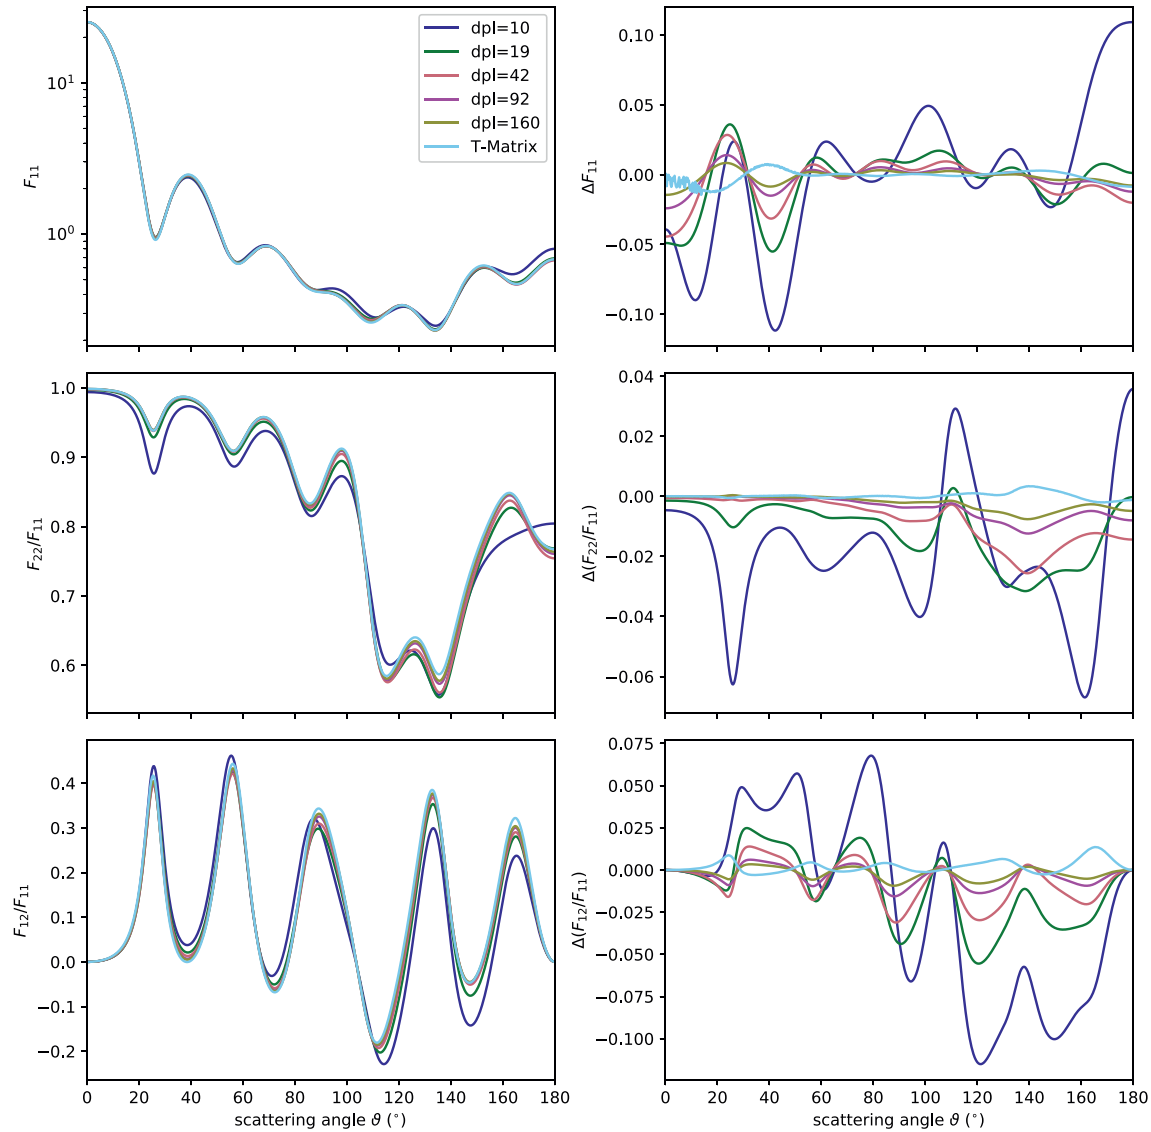 10¹
10⁰
F₁₁
dpl=10
dpl=19
dpl=42
dpl=92
dpl=160
T-Matrix
0.10
0.05
0.00
−0.05
−0.10
ΔF₁₁
1.0
0.9
0.8
0.7
0.6
F₂₂/F₁₁
0.04
0.02
0.00
−0.02
−0.04
−0.06
Δ(F₂₂/F₁₁)
0.4
0.3
0.2
0.1
0.0
−0.1
−0.2
F₁₂/F₁₁
0 20 40 60 80 100 120 140 160 180
scattering angle ϑ (°)
0.075
0.050
0.025
0.000
−0.025
−0.050
−0.075
−0.100
Δ(F₁₂/F₁₁)
0 20 40 60 80 100 120 140 160 180
scattering angle ϑ (°)